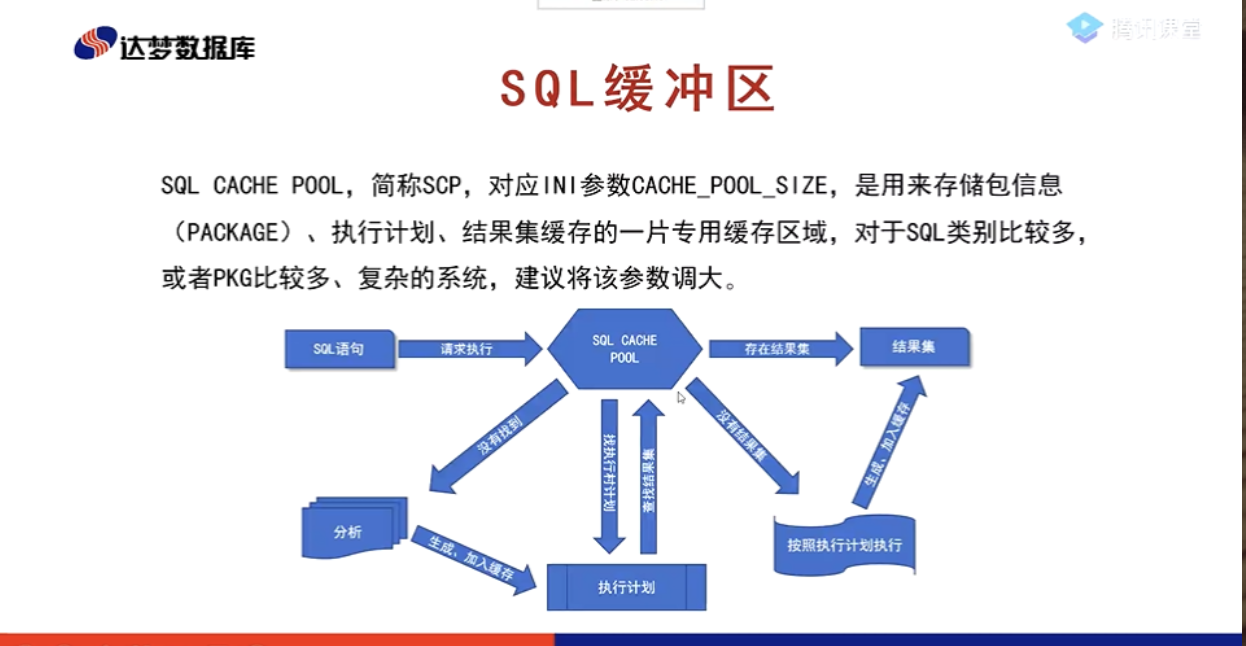 达梦数据库
腾讯课堂
SQL缓冲区
SQL CACHE POOL，简称SCP，对应INI参数CACHE_POOL_SIZE，是用来存储包信息
（PACKAGE）、执行计划、结果集缓存的一片专用缓存区域，对于SQL类别比较多，
或者PKG比较多、复杂的系统，建议将该参数调大。
SQL语句
请求执行
SQL CACHE
POOL
存在结果集
结果集
没有找到
找执行村计划
查找结果集
没有结果集
生成、加入缓存
分析
生成、加入缓存
执行计划
按照执行计划执行